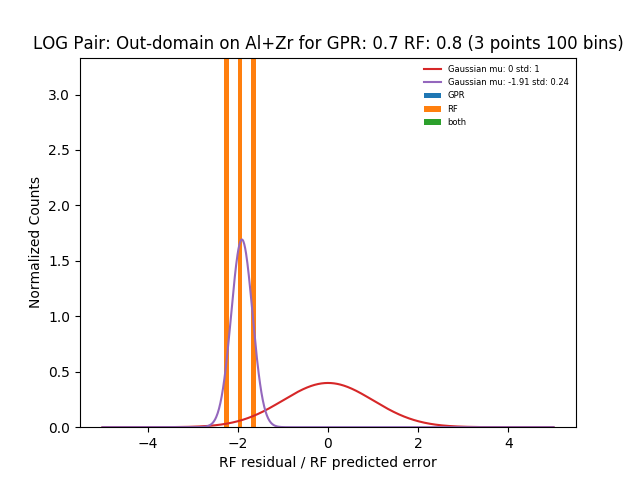 LOG Pair: Out-domain on Al+Zr for GPR: 0.7 RF: 0.8 (3 points 100 bins)
Gaussian mu: 0 std: 1
Gaussian mu: -1.91 std: 0.24
GPR
RF
both
Normalized Counts
3.0
2.5
2.0
1.5
1.0
0.5
0.0
−4
−2
0
2
4
RF residual / RF predicted error